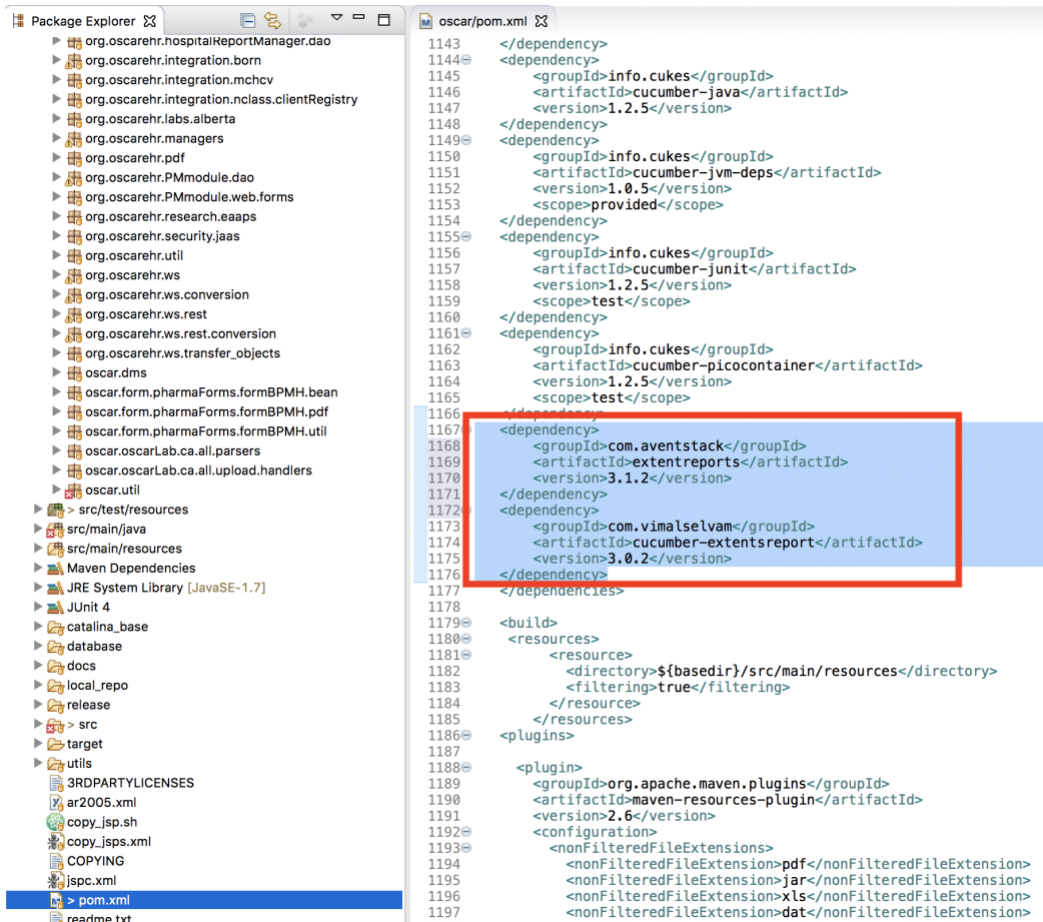 Package Explorer
org.oscarehr.hospitalReportManager.dao
org.oscarehr.integration.born
org.oscarehr.integration.mchcv
org.oscarehr.integration.nclass.clientRegistry
org.oscarehr.labs.alberta
org.oscarehr.managers
org.oscarehr.pdf
org.oscarehr.PMmodule.dao
org.oscarehr.PMmodule.web.forms
org.oscarehr.research.eaaps
org.oscarehr.security.jaas
org.oscarehr.util
org.oscarehr.ws
org.oscarehr.ws.conversion
org.oscarehr.ws.rest
org.oscarehr.ws.rest.conversion
org.oscarehr.ws.transfer_objects
oscar.dms
oscar.form.pharmaForms.formBPMH.bean
oscar.form.pharmaForms.formBPMH.pdf
oscar.form.pharmaForms.formBPMH.util
oscar.oscarLab.ca.all.parsers
oscar.oscarLab.ca.all.upload.handlers
oscar.util
> src/test/resources
src/main/java
src/main/resources
Maven Dependencies
JRE System Library [JavaSE-1.7]
JUnit 4
catalina_base
database
docs
local_repo
release
> src
target
utils
3RDPARTYLICENSES
ar2005.xml
copy_jsp.sh
copy_jsps.xml
COPYING
jspc.xml
> pom.xml
readme.txt
oscar/pom.xml
1143 </dependency>
1144 <dependency>
1145 <groupId>info.cukes</groupId>
1146 <artifactId>cucumber-java</artifactId>
1147 <version>1.2.5</version>
1148 </dependency>
1149 <dependency>
1150 <groupId>info.cukes</groupId>
1151 <artifactId>cucumber-jvm-deps</artifactId>
1152 <version>1.0.5</version>
1153 <scope>provided</scope>
1154 </dependency>
1155 <dependency>
1156 <groupId>info.cukes</groupId>
1157 <artifactId>cucumber-junit</artifactId>
1158 <version>1.2.5</version>
1159 <scope>test</scope>
1160 </dependency>
1161 <dependency>
1162 <groupId>info.cukes</groupId>
1163 <artifactId>cucumber-picocontainer</artifactId>
1164 <version>1.2.5</version>
1165 <scope>test</scope>
1166 </dependency>
1167 <dependency>
1168 <groupId>com.aventstack</groupId>
1169 <artifactId>extentreports</artifactId>
1170 <version>3.1.2</version>
1171 </dependency>
1172 <dependency>
1173 <groupId>com.vimalselvam</groupId>
1174 <artifactId>cucumber-extentsreport</artifactId>
1175 <version>3.0.2</version>
1176 </dependency>
1177 </dependencies>
1178
1179 <build>
1180 <resources>
1181 <resource>
1182 <directory>${basedir}/src/main/resources</directory>
1183 <filtering>true</filtering>
1184 </resource>
1185 </resources>
1186 <plugins>
1187
1188 <plugin>
1189 <groupId>org.apache.maven.plugins</groupId>
1190 <artifactId>maven-resources-plugin</artifactId>
1191 <version>2.6</version>
1192 <configuration>
1193 <nonFilteredFileExtensions>
1194 <nonFilteredFileExtension>pdf</nonFilteredFileExtension>
1195 <nonFilteredFileExtension>jar</nonFilteredFileExtension>
1196 <nonFilteredFileExtension>xls</nonFilteredFileExtension>
1197 <nonFilteredFileExtension>dat</nonFilteredFileExtension>